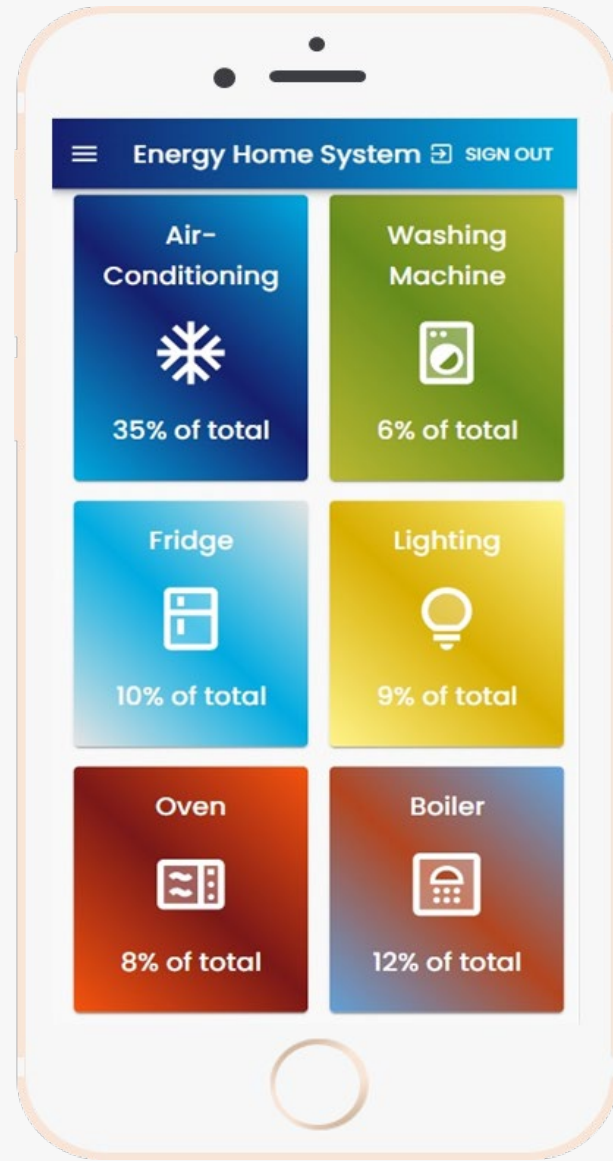 Energy Home System SIGN OUT
Air-
Conditioning
35% of total
Washing
Machine
6% of total
Fridge
10% of total
Lighting
9% of total
Oven
8% of total
Boiler
12% of total